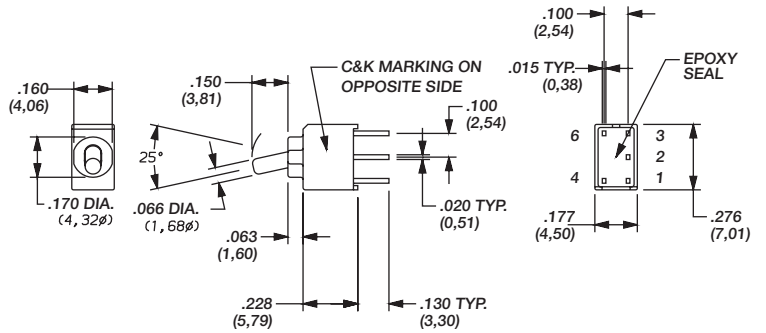 .160
(4,06)
.170 DIA.
(4,32ø)
25°
.066 DIA.
(1,68ø)
.150
(3,81)
C&K MARKING ON
OPPOSITE SIDE
.100
(2,54)
.020 TYP.
(0,51)
.063
(1,60)
.228
(5,79)
.130 TYP.
(3,30)
.100
(2,54)
.015 TYP.
(0,38)
EPOXY
SEAL
6 3
2
4 1
.177
(4,50)
.276
(7,01)